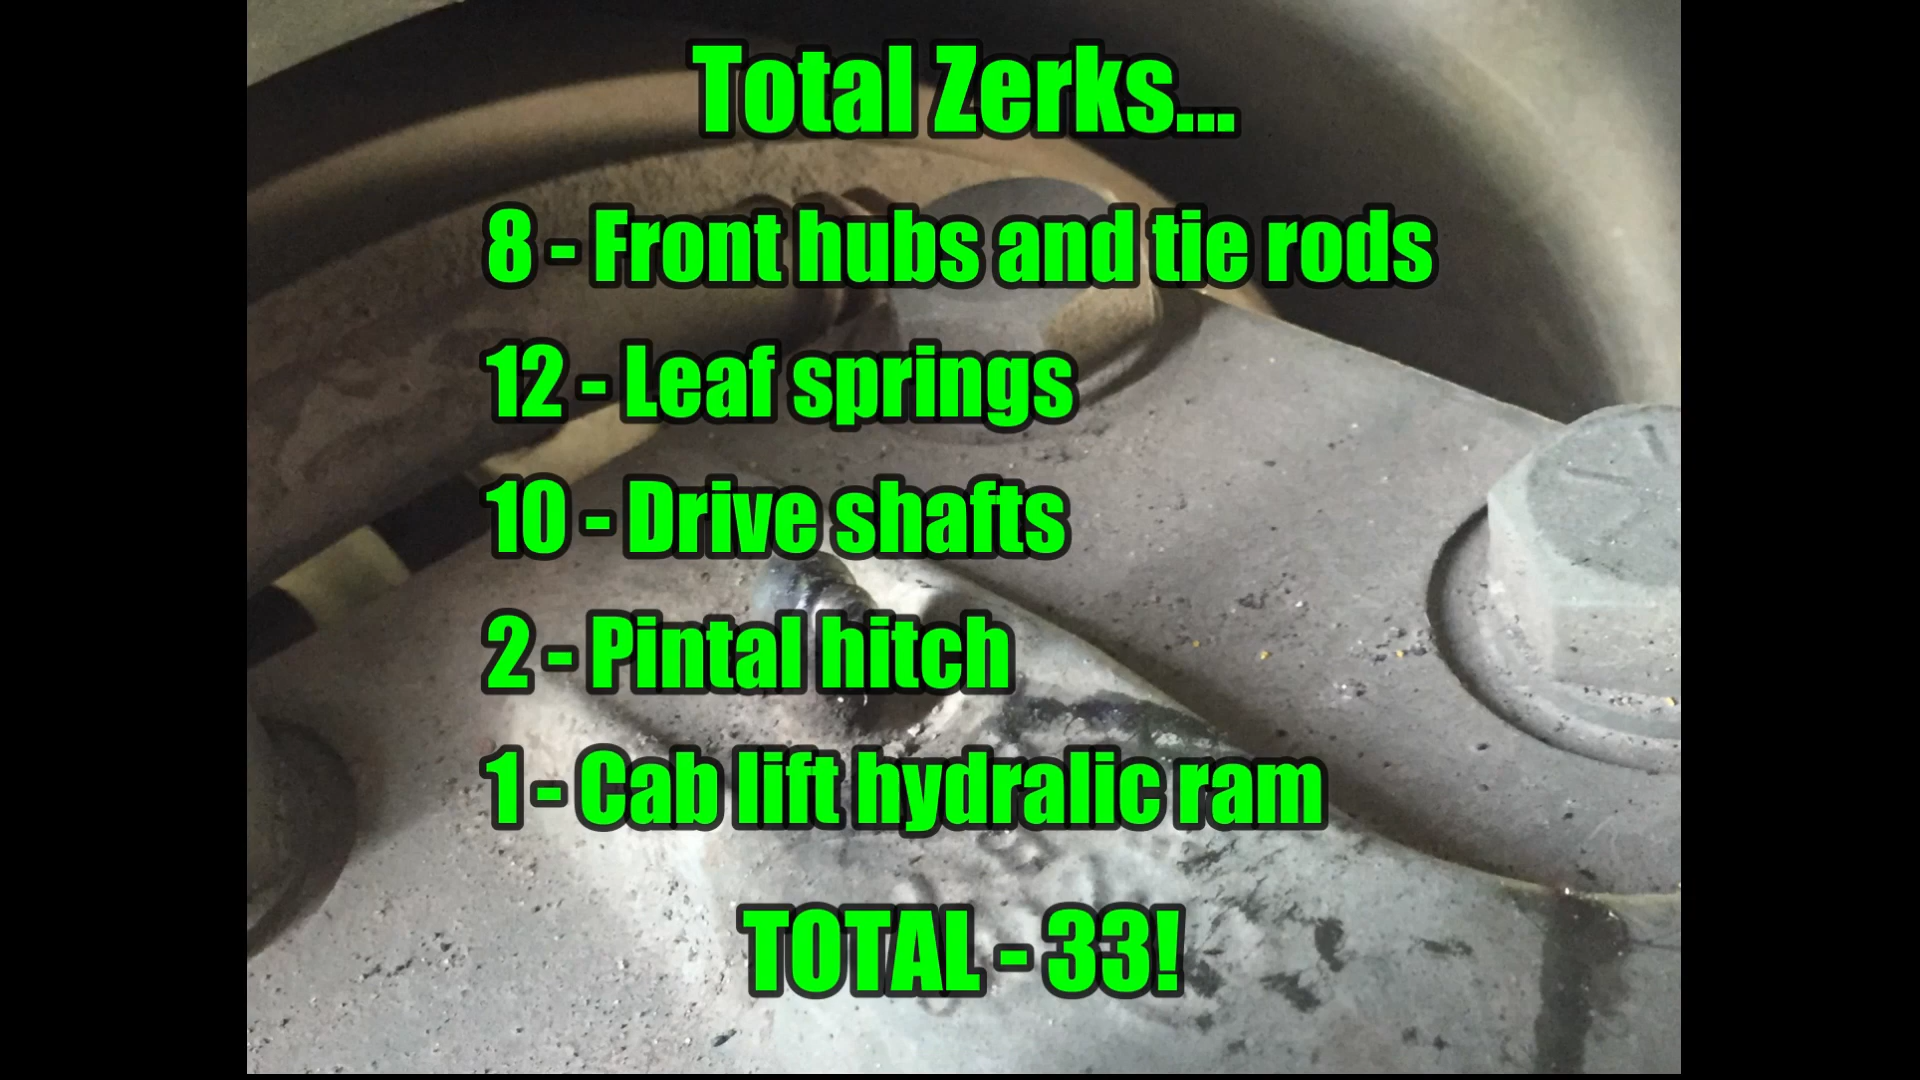 Total Zerks...
8 - Front hubs and tie rods
12 - Leaf springs
10 - Drive shafts
2 - Pintal hitch
1 - Cab lift hydralic ram
TOTAL - 33!